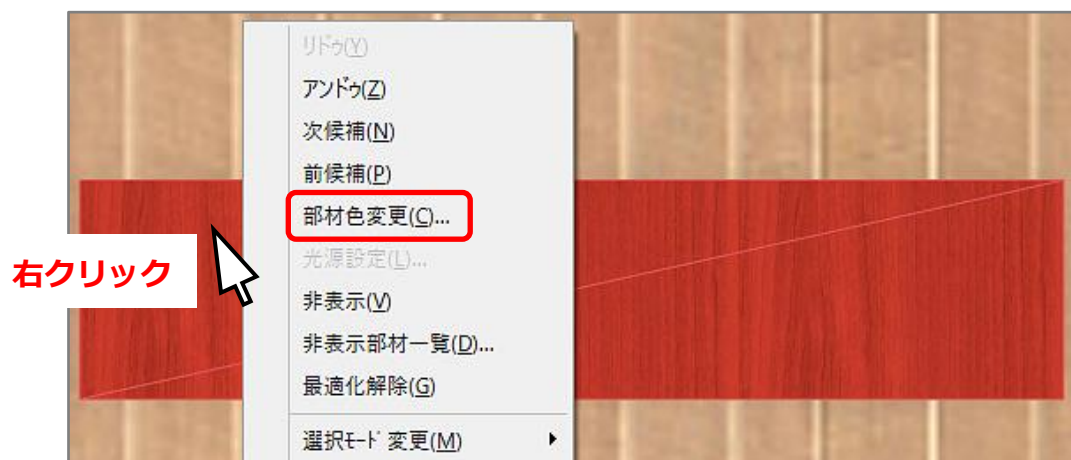 リドゥ(Y)
アンドゥ(Z)
次候補(N)
前候補(P)
部材色変更(C)...
光源設定(L)...
右クリック
非表示(V)
非表示部材一覧(D)...
最適化解除(G)
選択ﾓｰﾄﾞ変更(M)